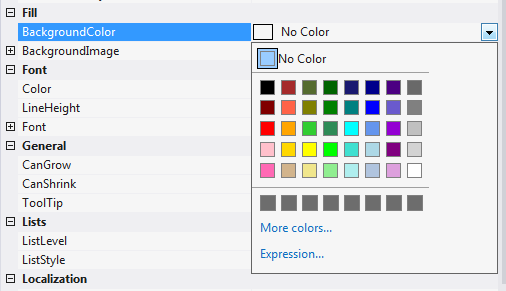 Fill
BackgroundColor No Color
No Color
BackgroundImage
Font
Color
LineHeight
Font
General
CanGrow
CanShrink
ToolTip
More colors...
Lists
ListLevel
Expression...
ListStyle
Localization